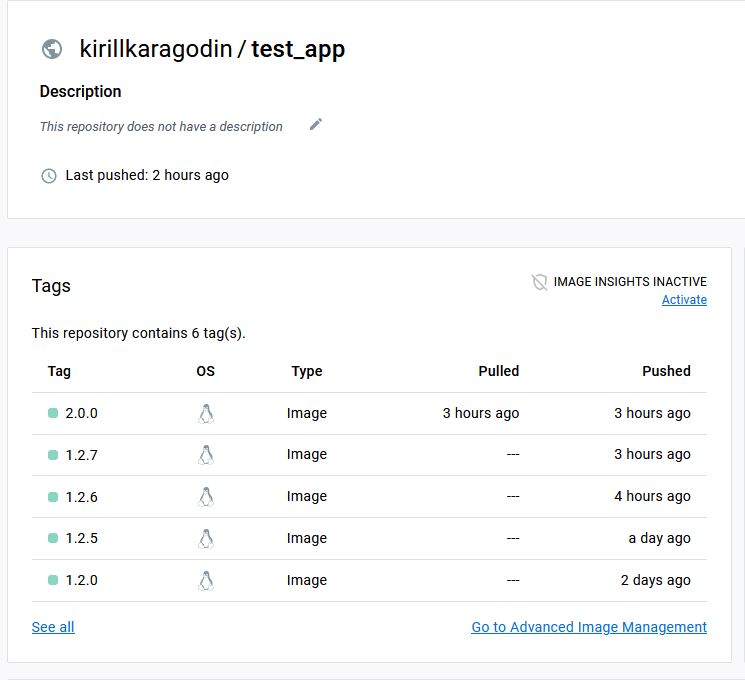 kirillkaragodin / test_app
Description
This repository does not have a description
Last pushed: 2 hours ago
Tags
IMAGE INSIGHTS INACTIVE
Activate
This repository contains 6 tag(s).
Tag OS Type Pulled Pushed
2.0.0 Image 3 hours ago 3 hours ago
1.2.7 Image --- 3 hours ago
1.2.6 Image --- 4 hours ago
1.2.5 Image --- a day ago
1.2.0 Image --- 2 days ago
See all Go to Advanced Image Management